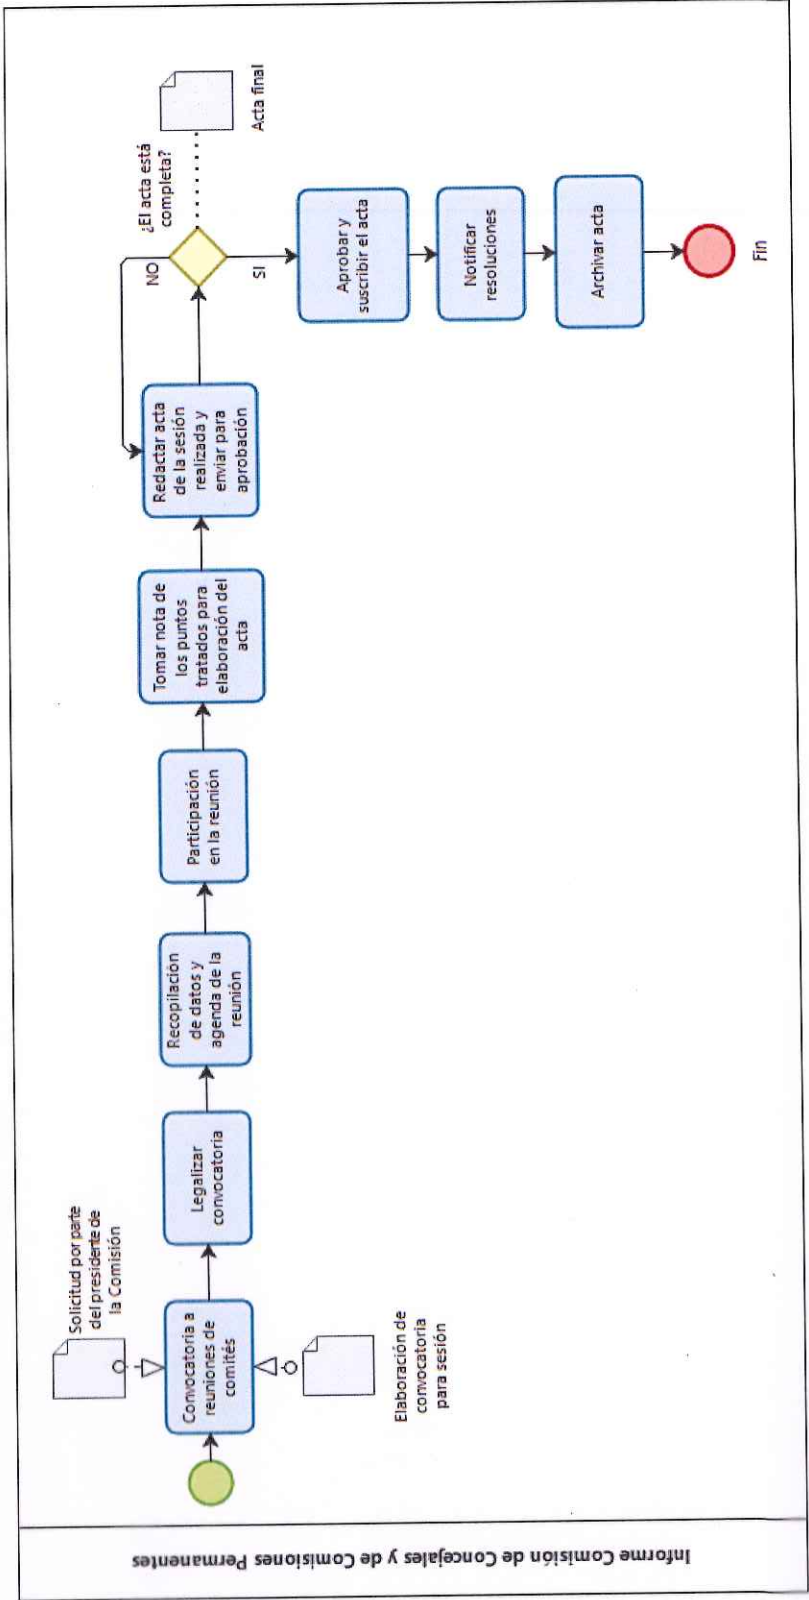 Informe Comisión de Concejales y de Comisiones Permanentes
Solicitud por parte
del presidente de
la Comisión
Convocatoria a
reuniones de
comités
Elaboración de
convocatoria
para sesión
Legalizar
convocatoria
Recopilación
de datos y
agenda de la
reunión
Participación
en la reunión
Tomar nota de
los puntos
tratados para
elaboración del
acta
Redactar acta
de la sesión
realizada y
enviar para
aprobación
¿El acta está
completa?
NO
SI
Acta final
Aprobar y
suscribir el acta
Notificar
resoluciones
Archivar acta
Fin